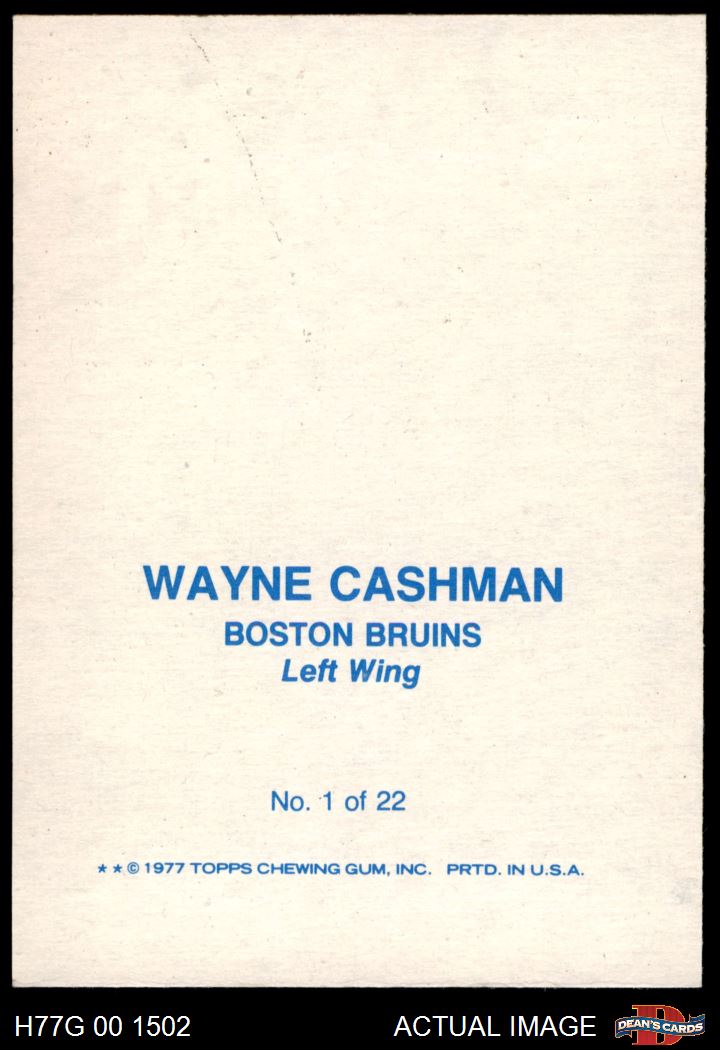 WAYNE CASHMAN
BOSTON BRUINS
Left Wing
No. 1 of 22
★ ★ © 1977 TOPPS CHEWING GUM, INC. PRTD. IN U.S.A.
H77G 00 1502
ACTUAL IMAGE
D
DEAN'S CARDS